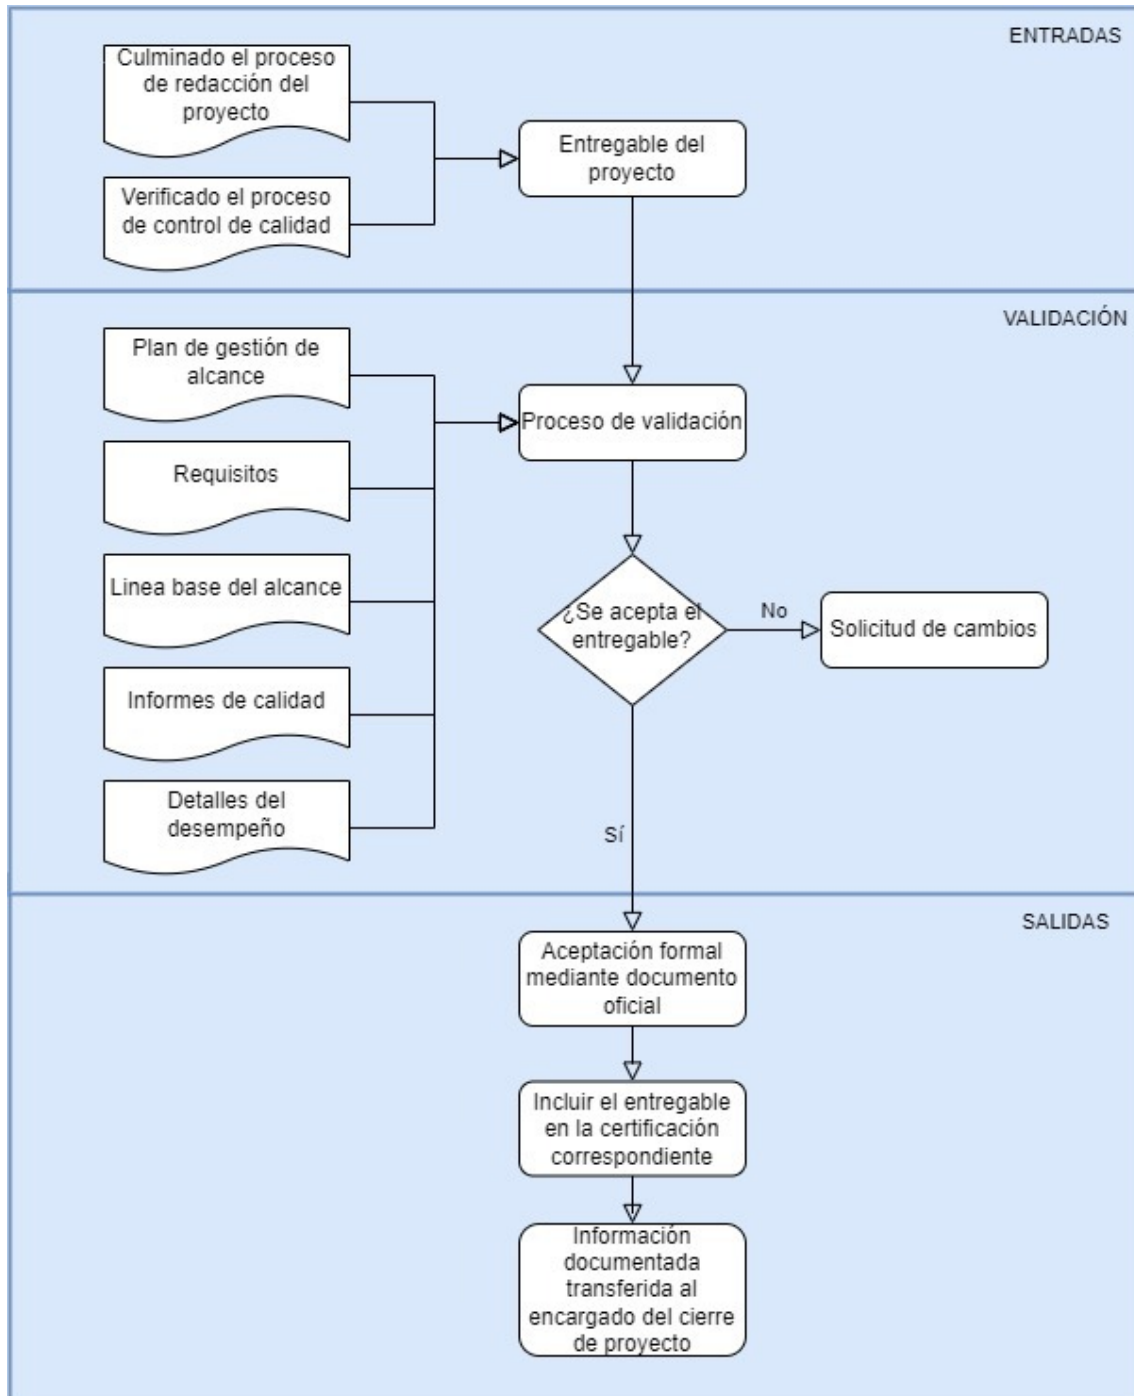 ENTRADAS
Culminado el proceso
de redacción del
proyecto
Entregable del
proyecto
Verificado el proceso
de control de calidad
VALIDACIÓN
Plan de gestión de
alcance
Proceso de validación
Requisitos
Linea base del alcance
¿Se acepta el
entregable?
No
Solicitud de cambios
Informes de calidad
Detalles del
desempeño
Sí
SALIDAS
Aceptación formal
mediante documento
oficial
Incluir el entregable
en la certificación
correspondiente
Información
documentada
transferida al
encargado del cierre
de proyecto